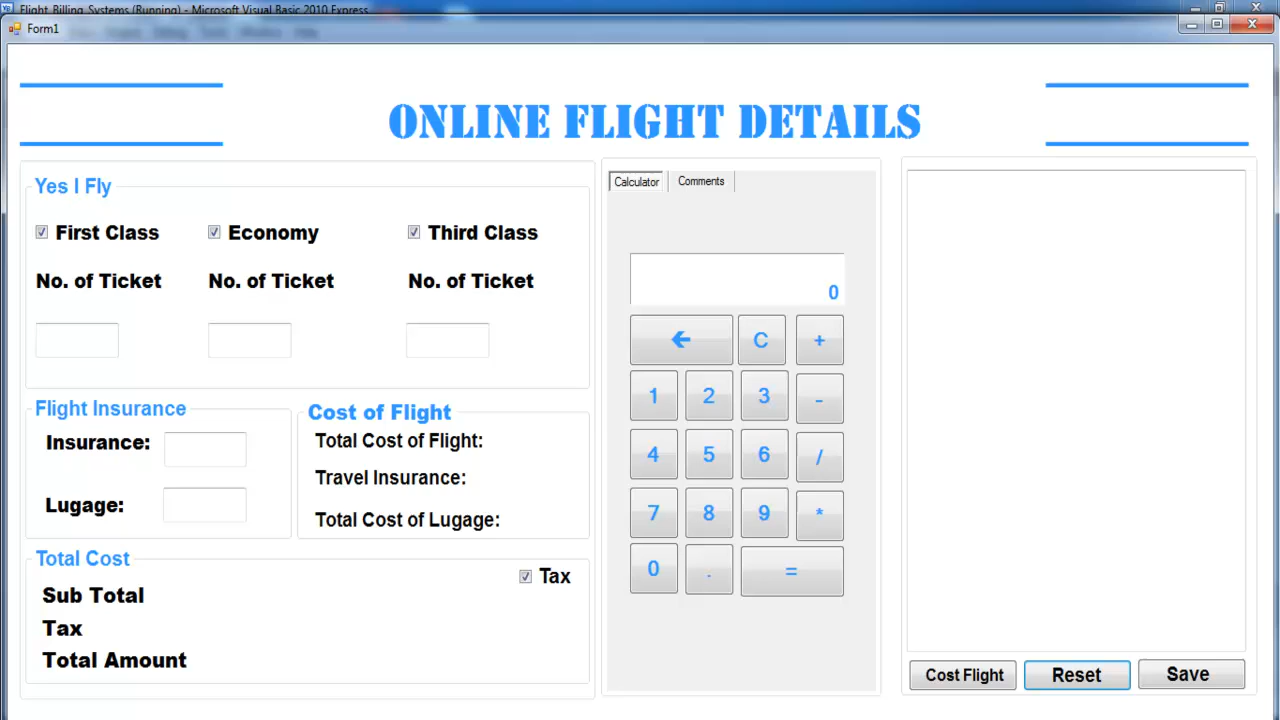 Flight_Billing_Systems (Running) - Microsoft Visual Basic 2010 Express
Form1
ONLINE FLIGHT DETAILS
Yes I Fly
First Class Economy Third Class
No. of Ticket No. of Ticket No. of Ticket
Flight Insurance
Insurance:
Lugage:
Cost of Flight
Total Cost of Flight:
Travel Insurance:
Total Cost of Lugage:
Total Cost
Tax
Sub Total
Tax
Total Amount
Calculator Comments
0
← C +
1 2 3 -
4 5 6 /
7 8 9 *
0 . =
Cost Flight Reset Save